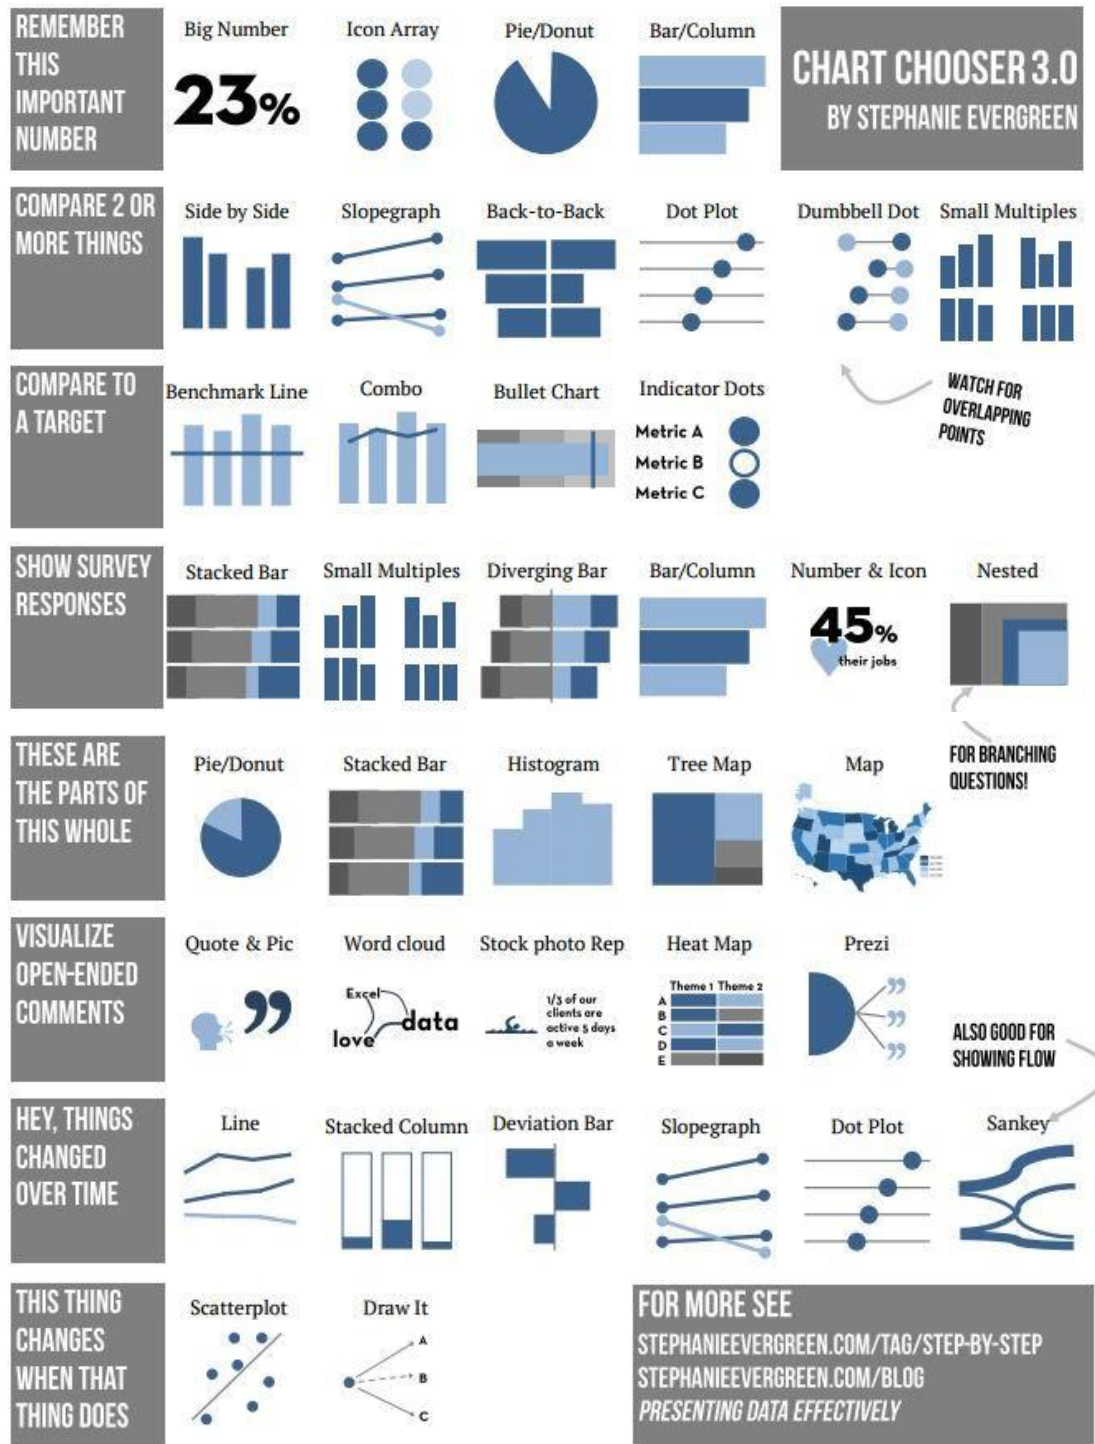 REMEMBER
THIS
IMPORTANT
NUMBER
Big Number
23%
Icon Array
Pie/Donut
Bar/Column
CHART CHOOSER 3.0
BY STEPHANIE EVERGREEN
COMPARE 2 OR
MORE THINGS
Side by Side
Slopegraph
Back-to-Back
Dot Plot
Dumbbell Dot
Small Multiples
COMPARE TO
A TARGET
Benchmark Line
Combo
Bullet Chart
Indicator Dots
Metric A
Metric B
Metric C
WATCH FOR
OVERLAPPING
POINTS
SHOW SURVEY
RESPONSES
Stacked Bar
Small Multiples
Diverging Bar
Bar/Column
Number & Icon
45%
their jobs
Nested
FOR BRANCHING
QUESTIONS!
THESE ARE
THE PARTS OF
THIS WHOLE
Pie/Donut
Stacked Bar
Histogram
Tree Map
Map
VISUALIZE
OPEN-ENDED
COMMENTS
Quote & Pic
Word cloud
Excel
data
love
Stock photo Rep
1/3 of our
clients are
active 5 days
a week
Heat Map
Theme 1 Theme 2
A
B
C
D
E
Prezi
ALSO GOOD FOR
SHOWING FLOW
HEY, THINGS
CHANGED
OVER TIME
Line
Stacked Column
Deviation Bar
Slopegraph
Dot Plot
Sankey
THIS THING
CHANGES
WHEN THAT
THING DOES
Scatterplot
Draw It
A
B
C
FOR MORE SEE
STEPHANIEEVERGREEN.COM/TAG/STEP-BY-STEP
STEPHANIEEVERGREEN.COM/BLOG
PRESENTING DATA EFFECTIVELY